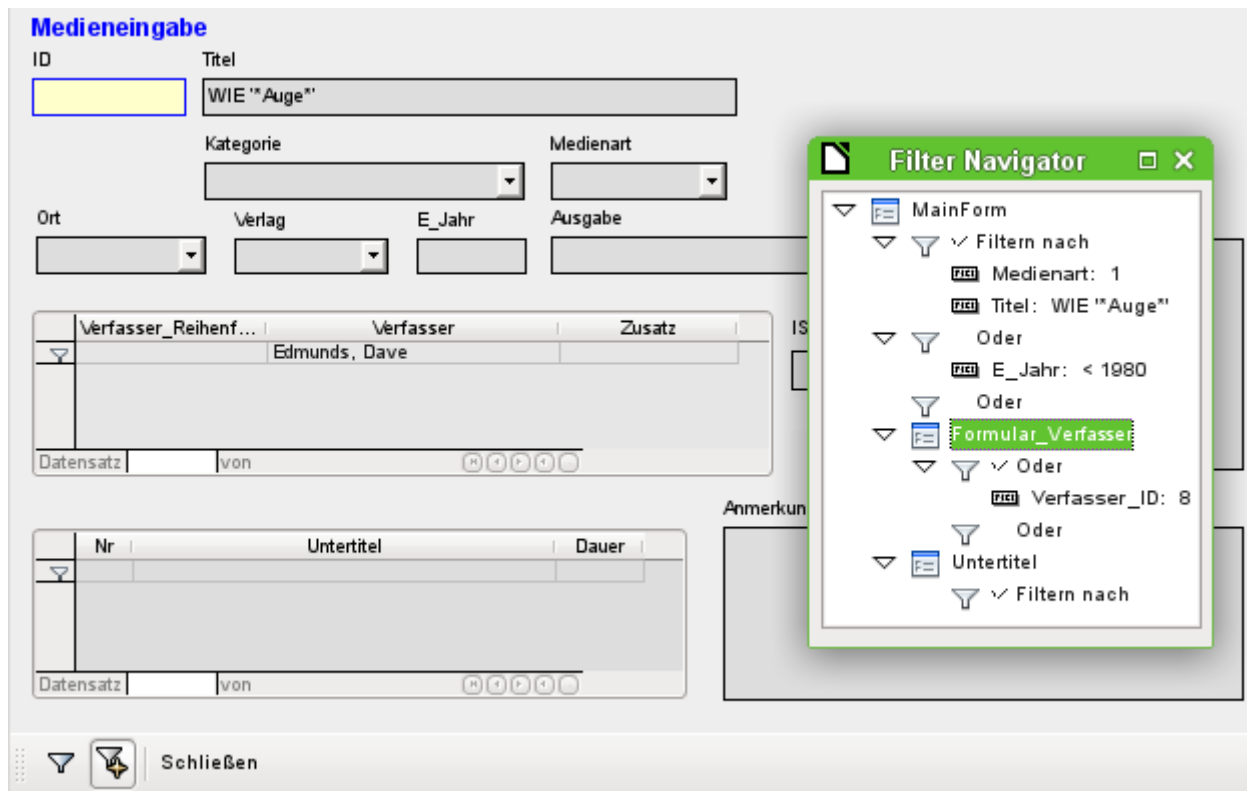 Medieneingabe
ID Titel
WIE '*Auge*'
Kategorie Medienart
Ort Verlag E_Jahr Ausgabe
Verfasser_Reihenf... Verfasser Zusatz
Edmunds, Dave
Datensatz von
IS
Anmerkun
Nr Untertitel Dauer
Datensatz von
Schließen
Filter Navigator
MainForm
Filtern nach
Medienart: 1
Titel: WIE '*Auge*'
Oder
E_Jahr: < 1980
Oder
Formular_Verfasser
Oder
Verfasser_ID: 8
Oder
Untertitel
Filtern nach